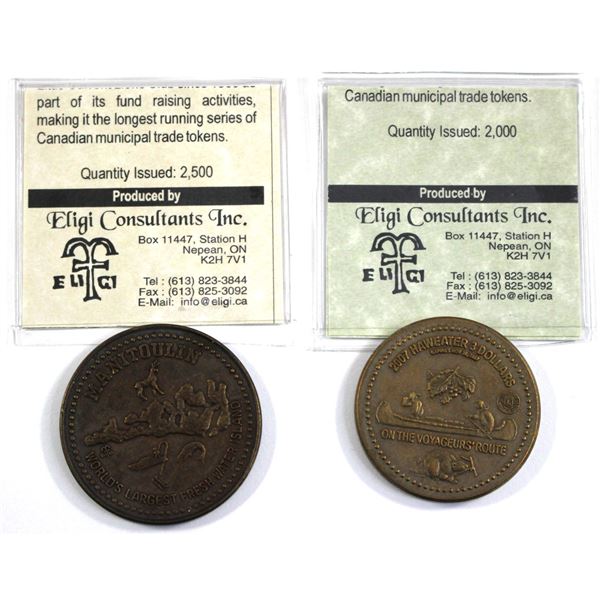 part of its fund raising activities,
making it the longest running series of
Canadian municipal trade tokens.
Quantity Issued: 2,500
Produced by
Eligi Consultants Inc.
Box 11447, Station H
Nepean, ON
K2H 7V1
ELIGI
Tel : (613) 823-3844
Fax : (613) 825-3092
E-Mail: info@eligi.ca
Canadian municipal trade tokens.
Quantity Issued: 2,000
Produced by
Eligi Consultants Inc.
Box 11447, Station H
Nepean, ON
K2H 7V1
ELIGI
Tel : (613) 823-3844
Fax : (613) 825-3092
E-Mail: info@eligi.ca
MANITOULIN
WORLD'S LARGEST FRESH WATER ISLAND
2007 HAWEATER 3 DOLLARS
ON THE VOYAGEURS' ROUTE